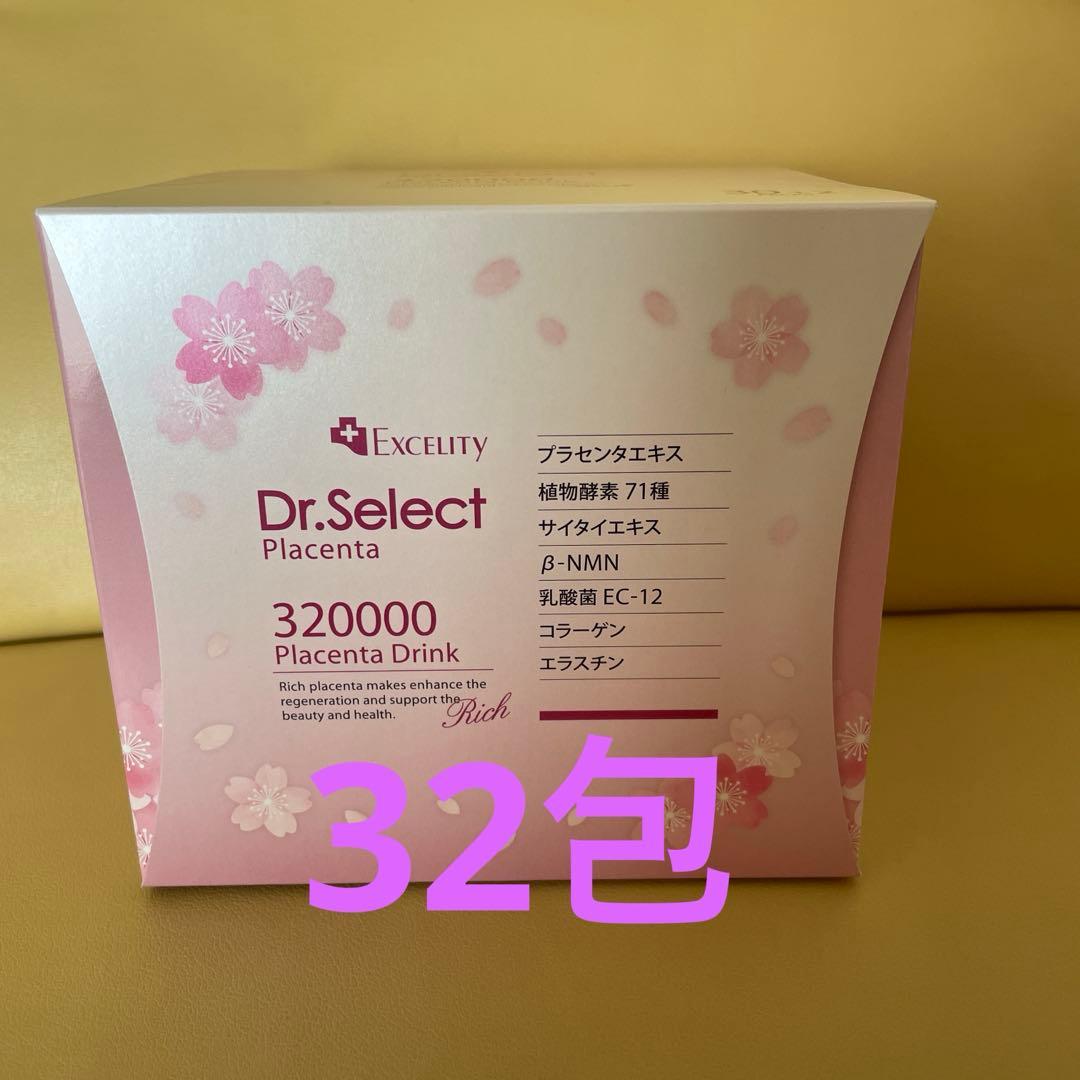 EXCELITY
Dr.Select
Placenta
320000
Placenta Drink
Rich placenta makes enhance the
regeneration and support the
beauty and health.
Rich
プラセンタエキス
植物酵素 71種
サイタイエキス
β-NMN
乳酸菌 EC-12
コラーゲン
エラスチン
32包